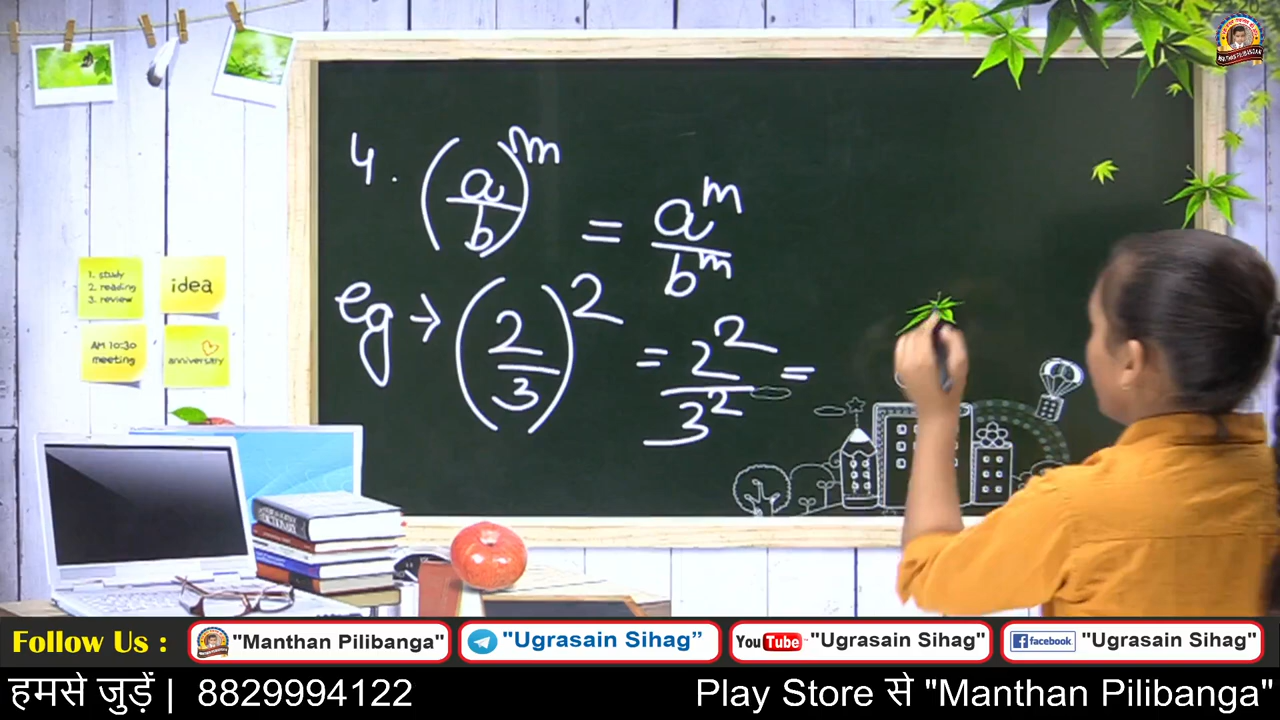 4. (a/b)^m = a^m/b^m
eg → (2/3)^2 = 2^2/3^2 =
1. study
2. reading
3. review
idea
AM 10:30
meeting
anniversary
Follow Us : "Manthan Pilibanga" "Ugrasain Sihag” YouTube "Ugrasain Sihag" facebook "Ugrasain Sihag"
हमसे जुड़ें | 8829994122 Play Store से "Manthan Pilibanga"